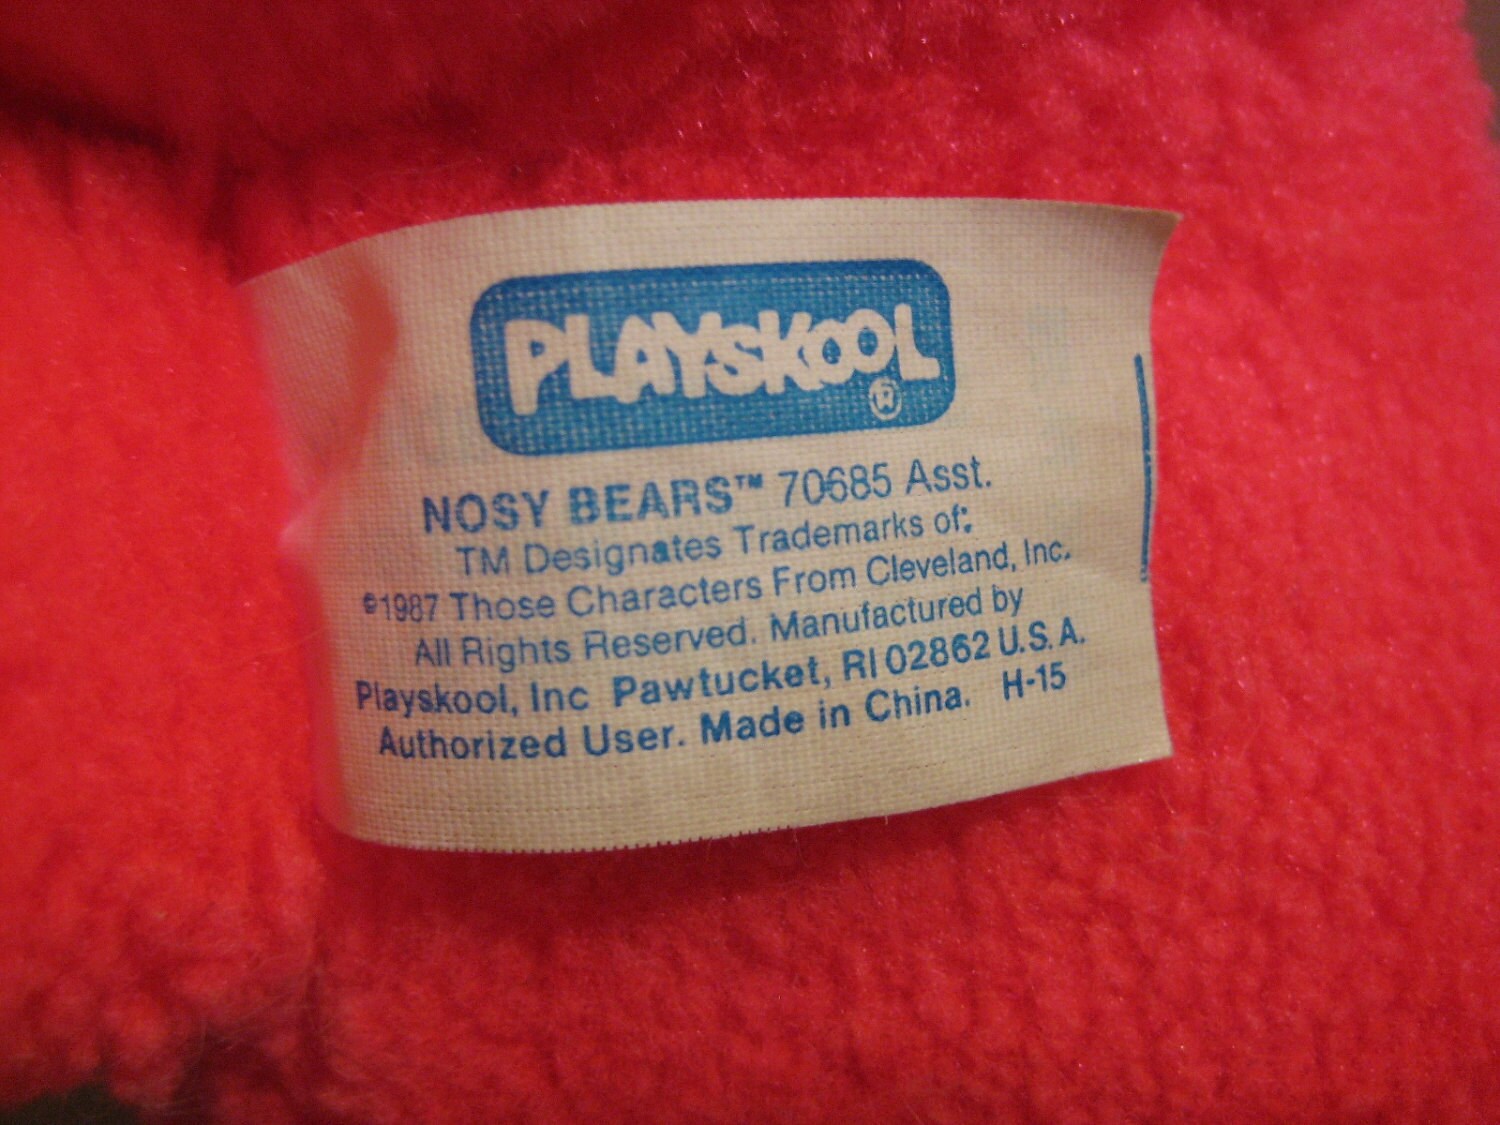 PLAYSKOOL®
NOSY BEARS™ 70685 Asst.
TM Designates Trademarks of:
©1987 Those Characters From Cleveland, Inc.
All Rights Reserved. Manufactured by
Playskool, Inc Pawtucket, RI 02862 U.S.A.
Authorized User. Made in China. H-15